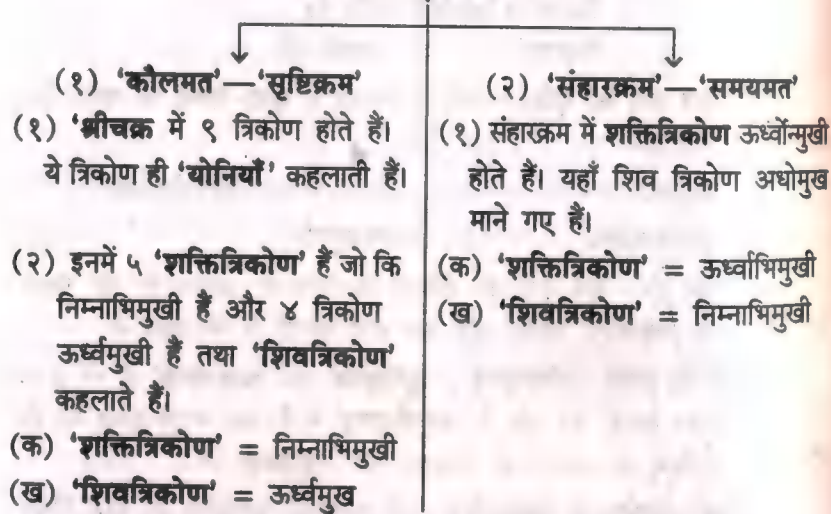 (१) 'कौलमत'—'सृष्टिक्रम'
(१) 'श्रीचक्र में ९ त्रिकोण होते हैं।
ये त्रिकोण ही 'योनियाँ' कहलाती हैं।
(२) इनमें ५ 'शक्तित्रिकोण' हैं जो कि
निम्नाभिमुखी हैं और ४ त्रिकोण
ऊर्ध्वमुखी हैं तथा 'शिवत्रिकोण'
कहलाते हैं।
(क) 'शक्तित्रिकोण' = निम्नाभिमुखी
(ख) 'शिवत्रिकोण' = ऊर्ध्वमुख
(२) 'संहारक्रम'—'समयमत'
(१) संहारक्रम में शक्तित्रिकोण ऊर्ध्वोन्मुखी
होते हैं। यहाँ शिव त्रिकोण अधोमुख
माने गए हैं।
(क) 'शक्तित्रिकोण' = ऊर्ध्वाभिमुखी
(ख) 'शिवत्रिकोण' = निम्नाभिमुखी